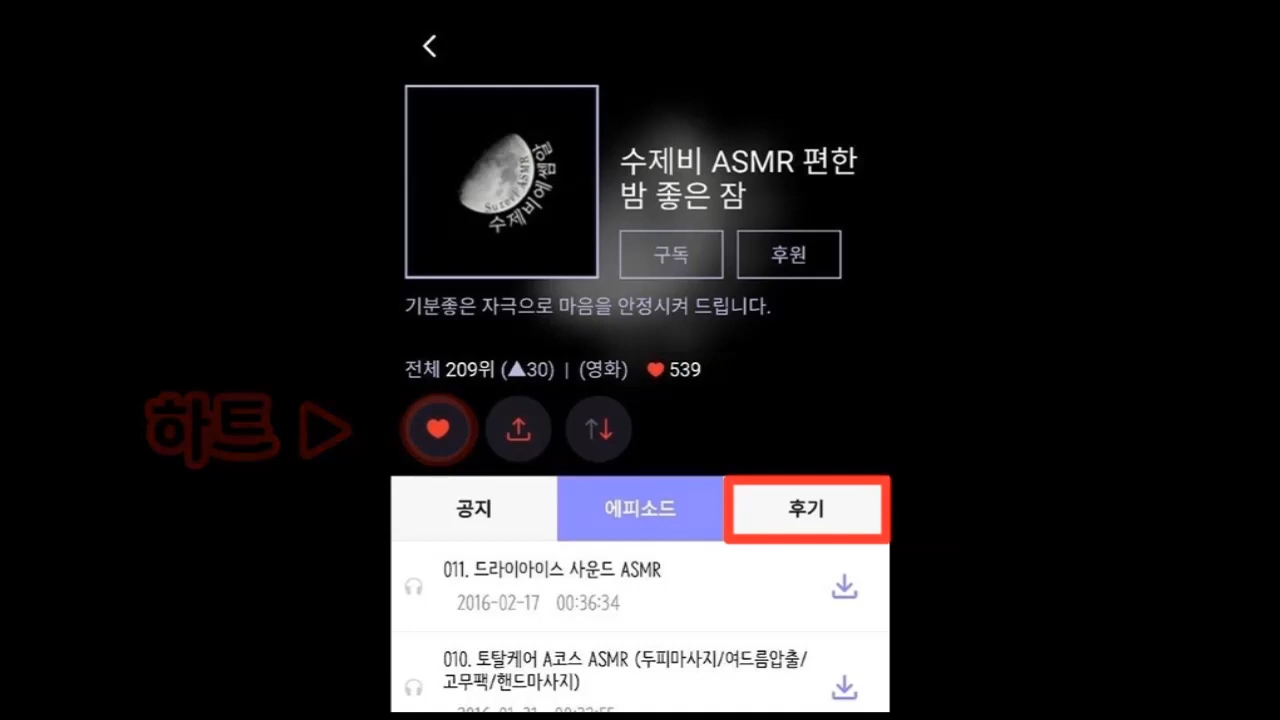 Suzevi ASMR
수제비에쎔알
수제비 ASMR 편한
밤 좋은 잠
구독
후원
기분좋은 자극으로 마음을 안정시켜 드립니다.
전체 209위 (▲30) | (영화) ♥ 539
하트 ▷
공지
에피소드
후기
011. 드라이아이스 사운드 ASMR
2016-02-17 00:36:34
010. 토탈케어 A코스 ASMR (두피마사지/여드름압출/
고무팩/핸드마사지)